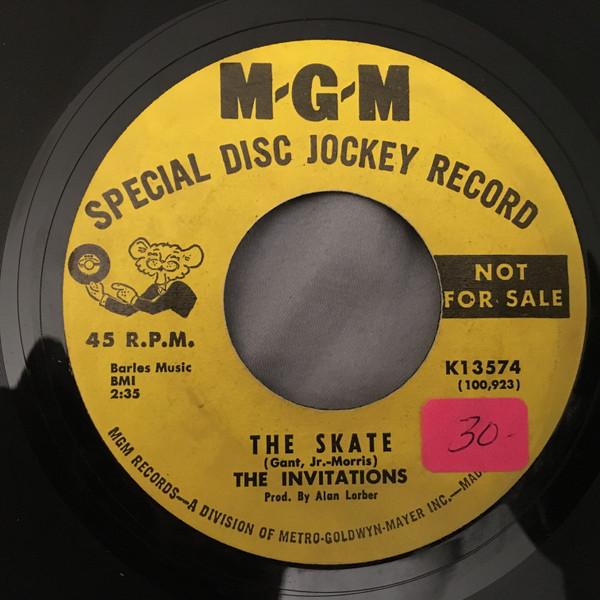 M-G-M
SPECIAL DISC JOCKEY RECORD
NOT
FOR SALE
45 R.P.M.
Barles Music
BMI
2:35
K13574
(100,923)
30-
THE SKATE
(Gant, Jr.-Morris)
THE INVITATIONS
Prod. By Alan Lorber
MGM RECORDS—A DIVISION OF METRO-GOLDWYN-MAYER INC.—MAD